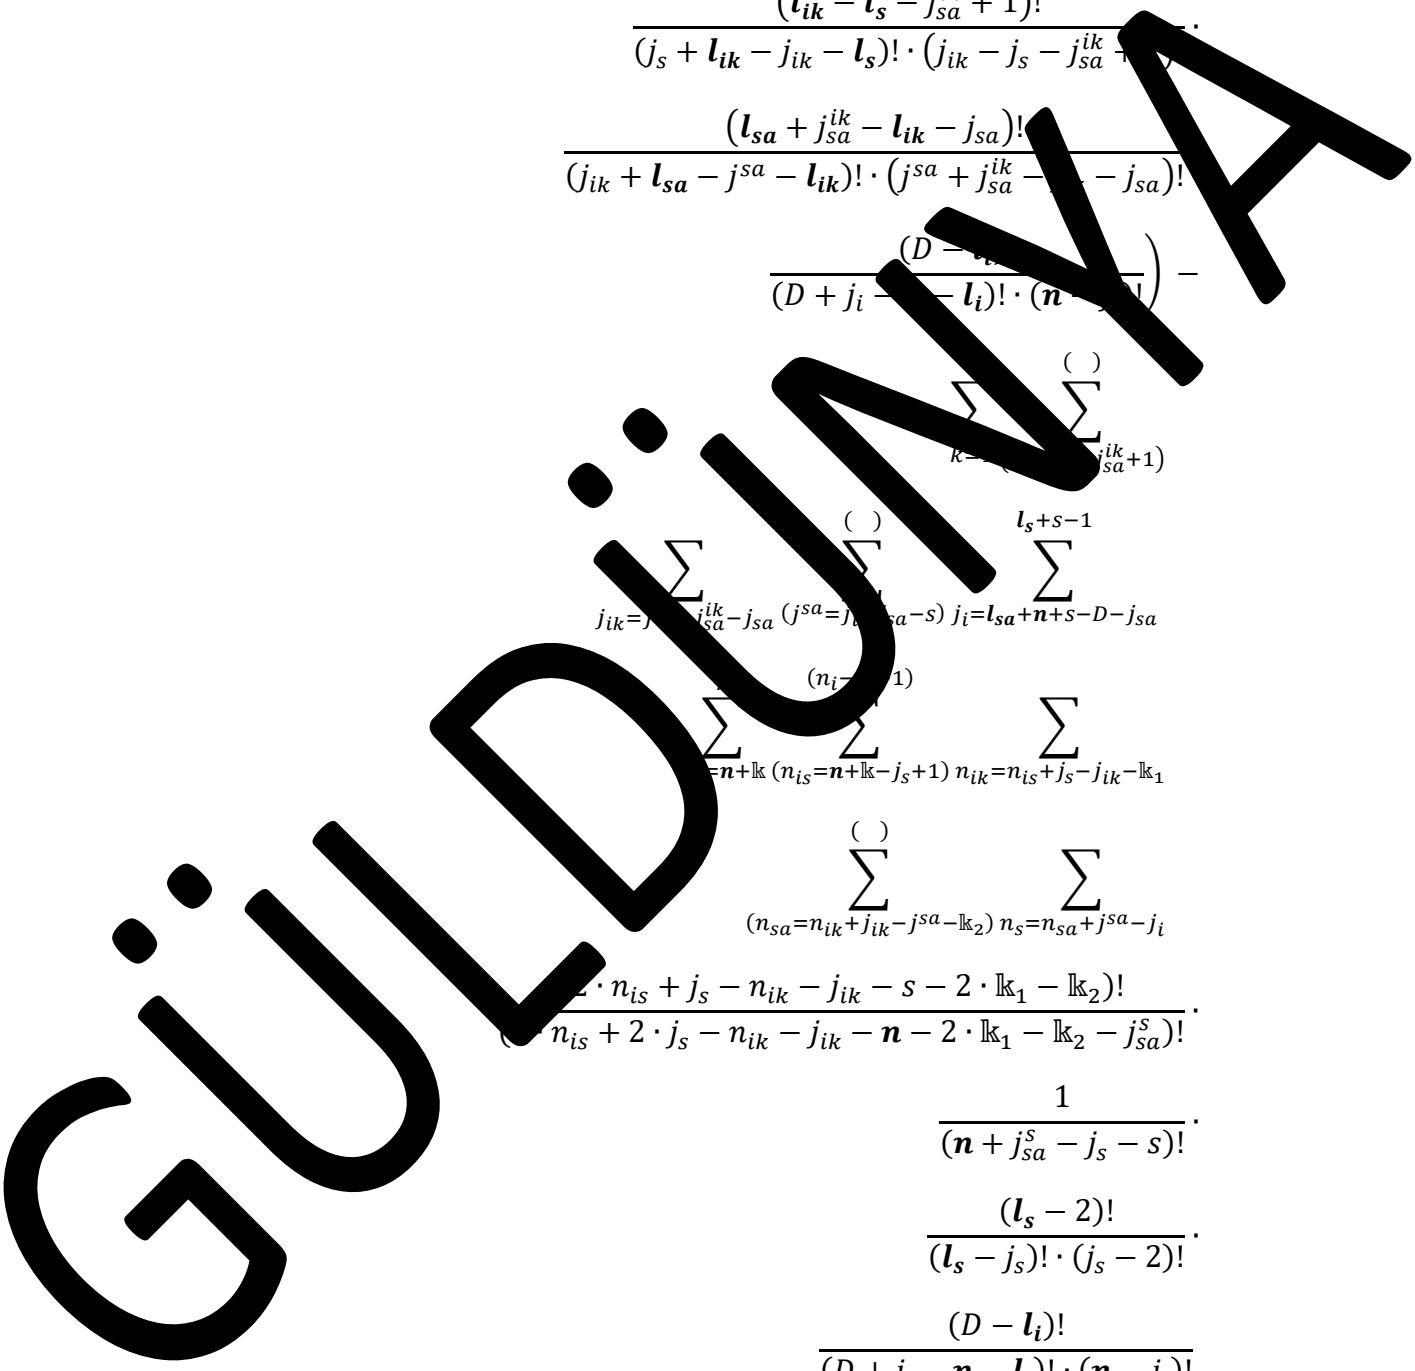 (l_ik − l_s − j_sa + 1)!
(j_s + l_ik − j_ik − l_s)! · (j_ik − j_s − j_sa^ik
(l_sa + j_sa^ik − l_ik − j_sa)!
(j_ik + l_sa − j^sa − l_ik)! · (j^sa + j_sa^ik − − j_sa)!
(D −
(D + j_i − − l_i)! · (n )! ) −
( )
∑ ∑
j_sa^ik+1)
( ) l_s+s−1
∑ ∑ ∑
j_ik= j_sa^ik−j_sa (j^sa= −s) j_i=l_sa+n+s−D−j_sa
(n_i− 1)
∑ ∑ ∑
=n+𝕜 (n_is=n+𝕜−j_s+1) n_ik=n_is+j_s−j_ik−𝕜_1
( )
∑ ∑
(n_sa=n_ik+j_ik−j^sa−𝕜_2) n_s=n_sa+j^sa−j_i
2 · n_is + j_s − n_ik − j_ik − s − 2 · 𝕜_1 − 𝕜_2)! ·
n_is + 2 · j_s − n_ik − j_ik − n − 2 · 𝕜_1 − 𝕜_2 − j_sa^s)!
1 ·
(n + j_sa^s − j_s − s)!
(l_s − 2)! ·
(l_s − j_s)! · (j_s − 2)!
(D − l_i)!
GÜLDÜNYA